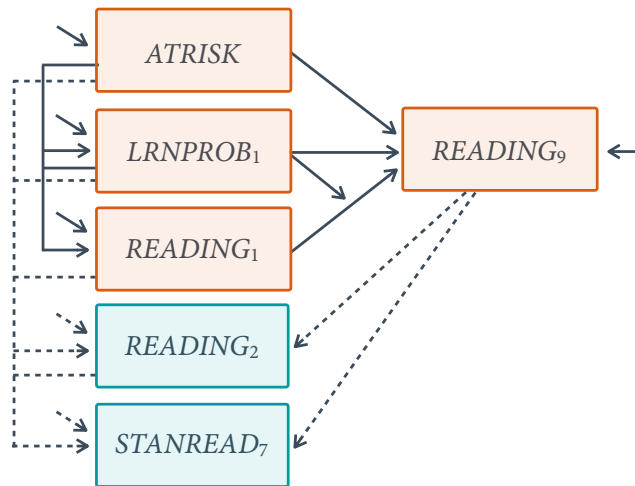 ATRISK
LRNPROB₁
READING₉
READING₁
READING₂
STANREAD₇